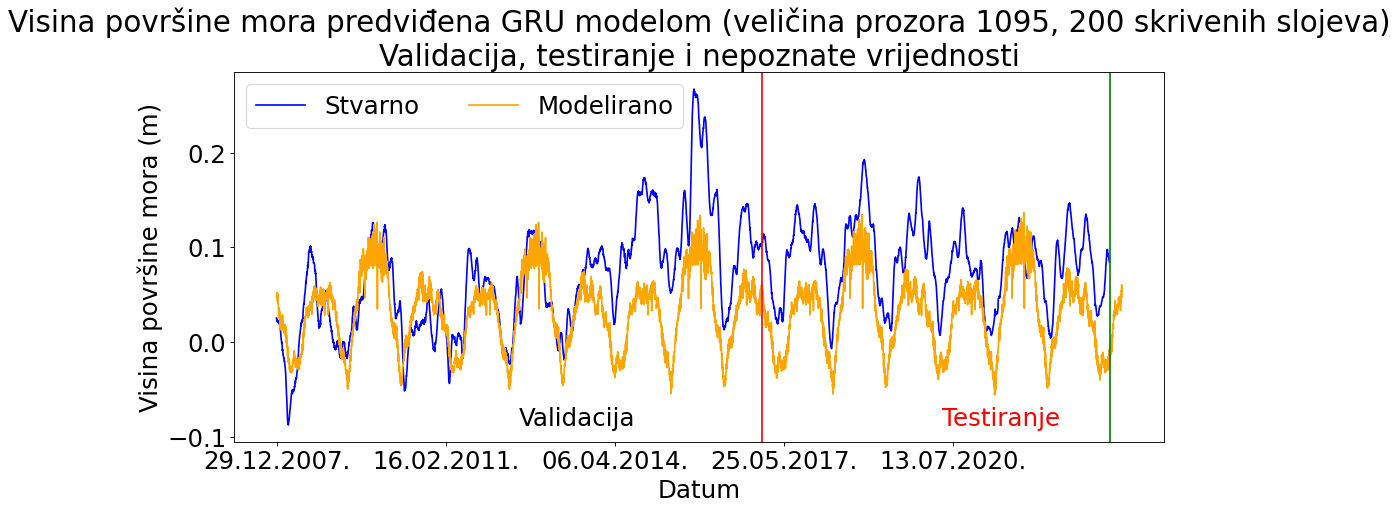 Visina površine mora predviđena GRU modelom (veličina prozora 1095, 200 skrivenih slojeva)
Validacija, testiranje i nepoznate vrijednosti
Stvarno
Modelirano
Visina površine mora (m)
0.2
0.1
0.0
−0.1
Validacija
Testiranje
29.12.2007.
16.02.2011.
06.04.2014.
25.05.2017.
13.07.2020.
Datum